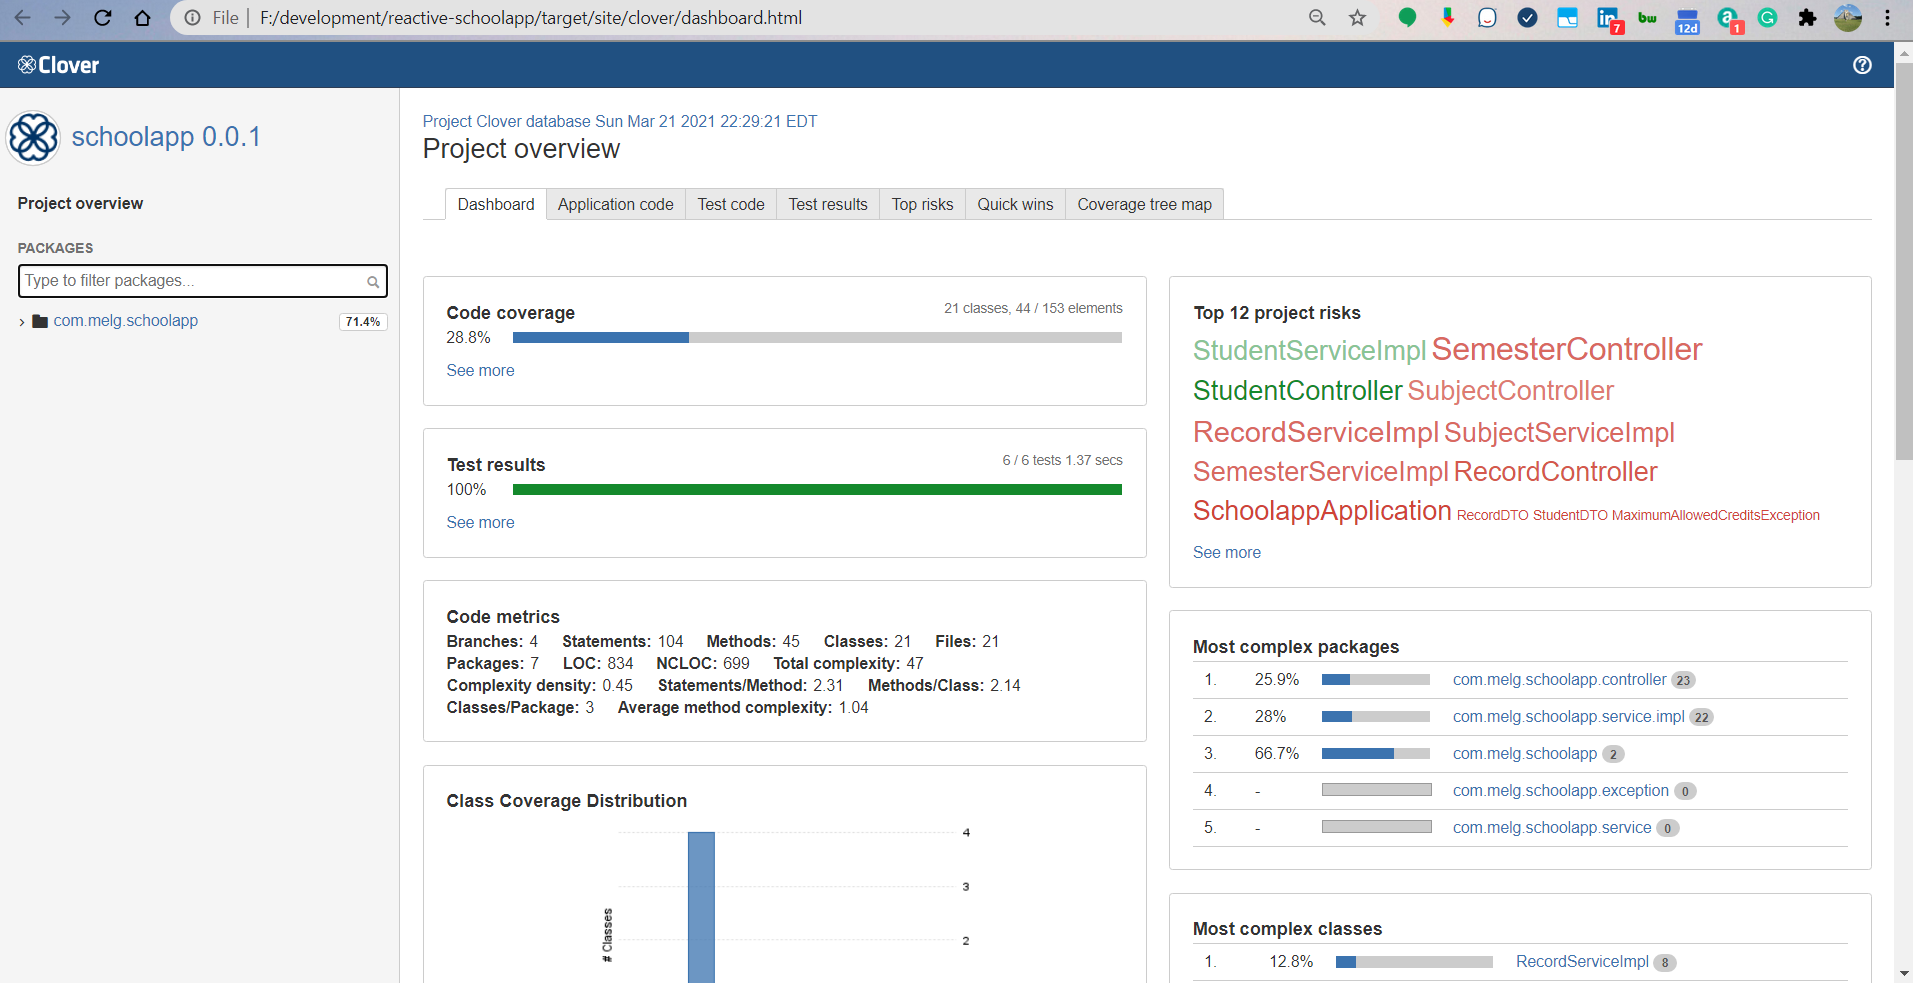 File F:/development/reactive-schoolapp/target/site/clover/dashboard.html
7 bw 12d 1
Clover
schoolapp 0.0.1
Project overview
PACKAGES
Type to filter packages...
com.melg.schoolapp 71.4%
Project Clover database Sun Mar 21 2021 22:29:21 EDT
Project overview
Dashboard Application code Test code Test results Top risks Quick wins Coverage tree map
Code coverage 21 classes, 44 / 153 elements
28.8%
See more
Test results 6 / 6 tests 1.37 secs
100%
See more
Code metrics
Branches: 4 Statements: 104 Methods: 45 Classes: 21 Files: 21
Packages: 7 LOC: 834 NCLOC: 699 Total complexity: 47
Complexity density: 0.45 Statements/Method: 2.31 Methods/Class: 2.14
Classes/Package: 3 Average method complexity: 1.04
Class Coverage Distribution
4
3
2
# Classes
Top 12 project risks
StudentServiceImpl SemesterController
StudentController SubjectController
RecordServiceImpl SubjectServiceImpl
SemesterServiceImpl RecordController
SchoolappApplication RecordDTO StudentDTO MaximumAllowedCreditsException
See more
Most complex packages
1. 25.9% com.melg.schoolapp.controller 23
2. 28% com.melg.schoolapp.service.impl 22
3. 66.7% com.melg.schoolapp 2
4. - com.melg.schoolapp.exception 0
5. - com.melg.schoolapp.service 0
Most complex classes
1. 12.8% RecordServiceImpl 8